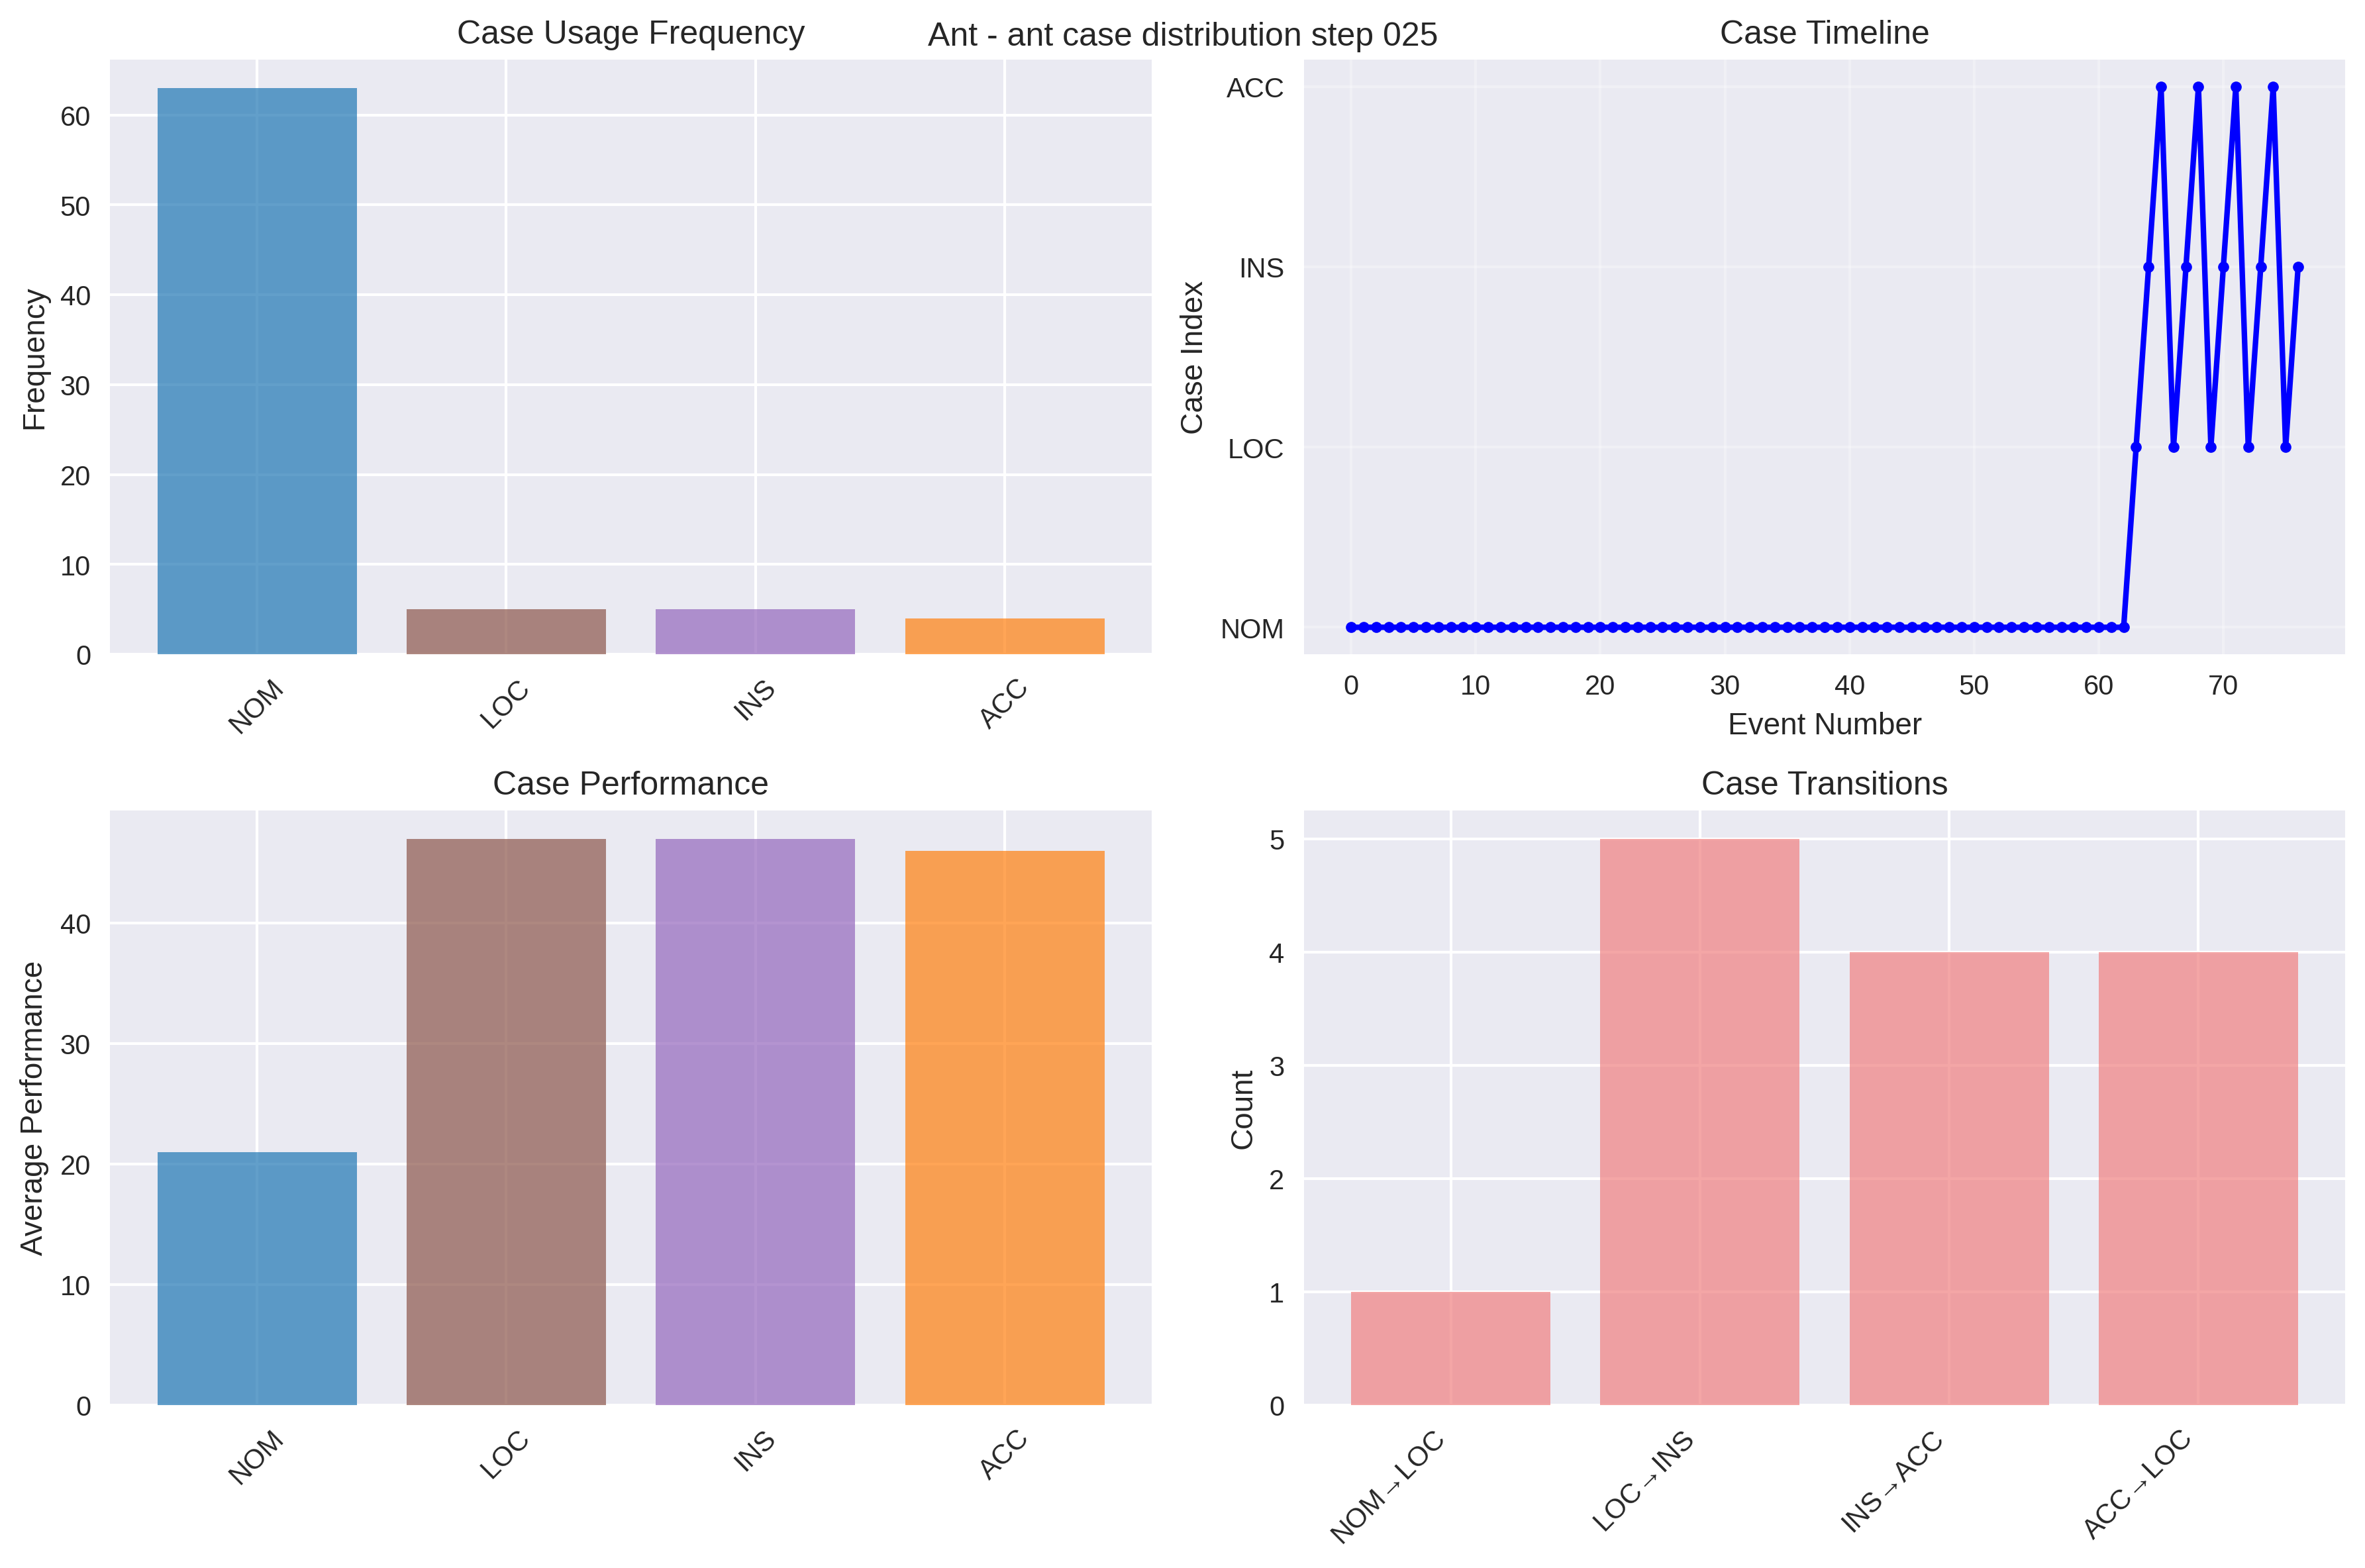 Ant - ant case distribution step 025
Case Usage Frequency
Frequency
60
50
40
30
20
10
0
NOM
LOC
INS
ACC
Case Timeline
Case Index
ACC
INS
LOC
NOM
0 10 20 30 40 50 60 70
Event Number
Case Performance
Average Performance
40
30
20
10
0
NOM
LOC
INS
ACC
Case Transitions
Count
5
4
3
2
1
0
NOM→LOC
LOC→INS
INS→ACC
ACC→LOC